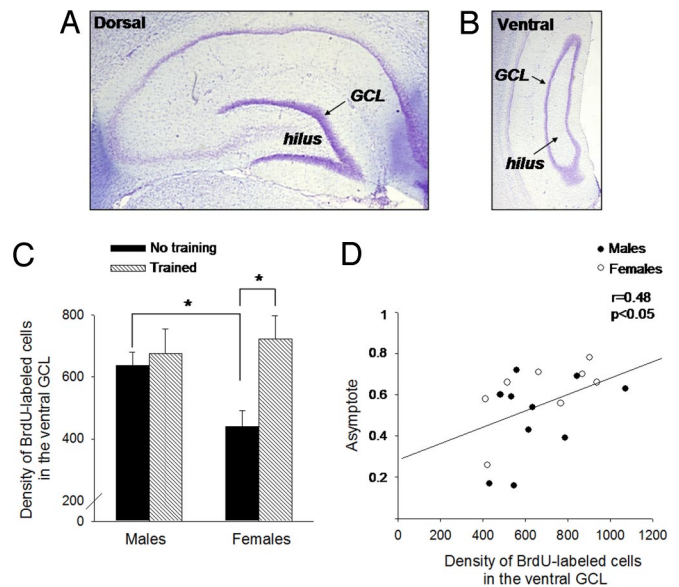 A
Dorsal
GCL
hilus
B
Ventral
GCL
hilus
C
No training
Trained
*
*
800
600
400
200
0
Density of BrdU-labeled cells
in the ventral GCL
Males
Females
D
Males
Females
r=0.48
p<0.05
1
0.8
0.6
0.4
0.2
Asymptote
0
200
400
600
800
1000
1200
Density of BrdU-labeled cells
in the ventral GCL